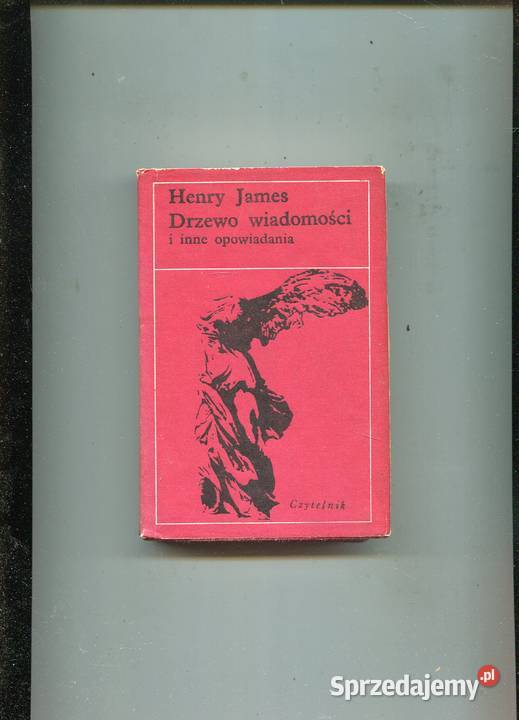 Henry James
Drzewo wiadomości
i inne opowiadania
Czytelnik
Sprzedajemy.pl